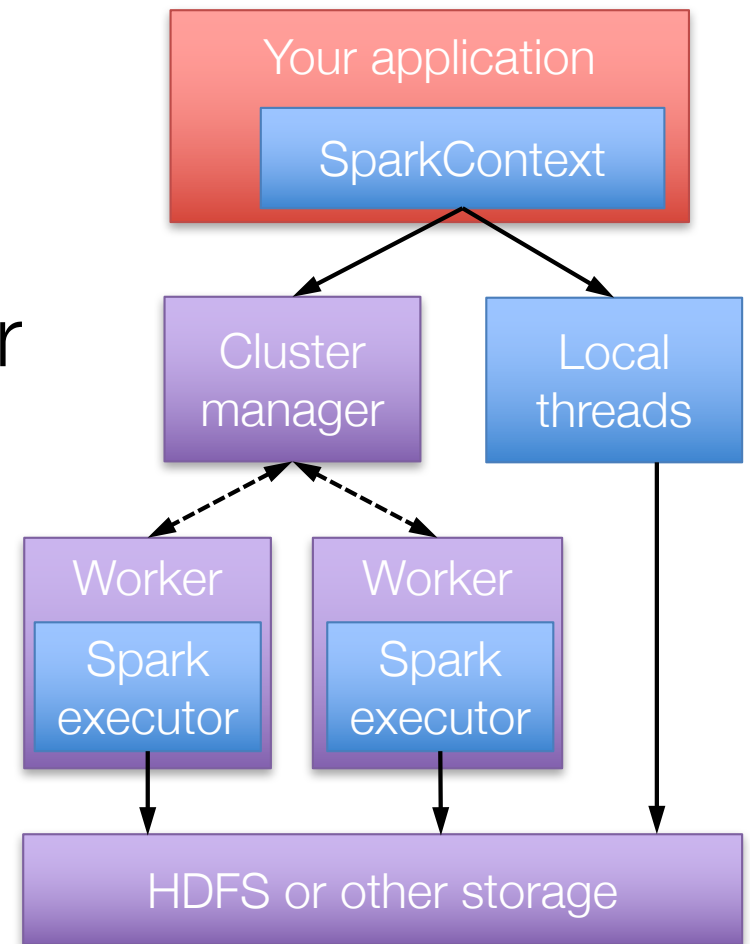 Your application
SparkContext
r
Cluster
manager
Local
threads
Worker
Spark
executor
Worker
Spark
executor
HDFS or other storage